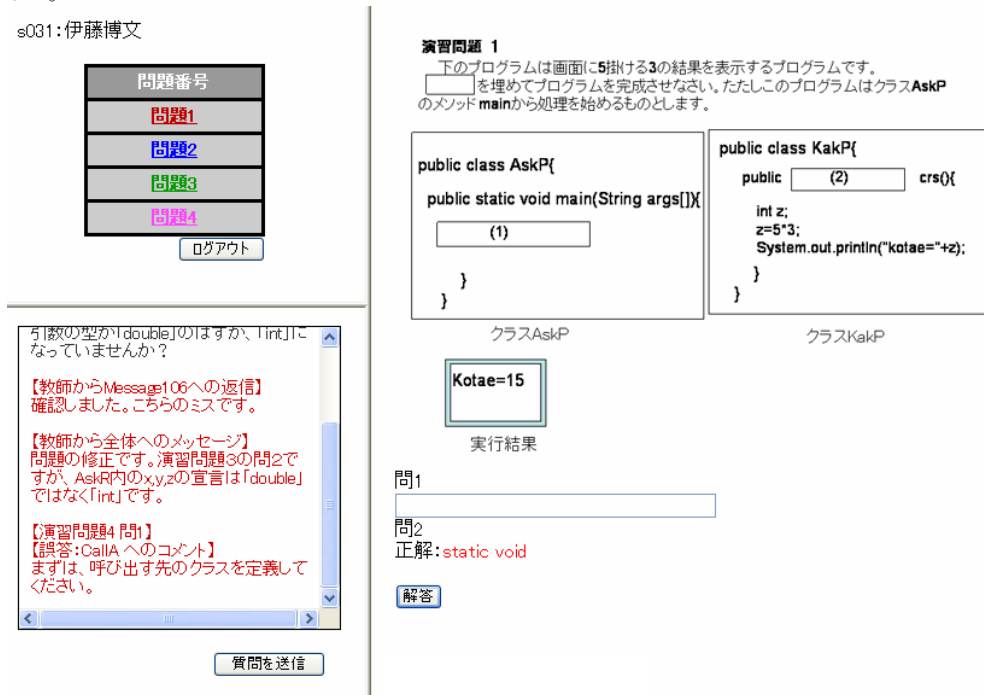 s031:伊藤博文
問題番号
問題1
問題2
問題3
問題4
ログアウト
引数の型が「double」のはずが、「int」に
なっていませんか？
【教師からMessage106への返信】
確認しました。こちらのミスです。
【教師から全体へのメッセージ】
問題の修正です。演習問題3の問2で
すが、AskR内のx,y,zの宣言は「double」
ではなく「int」です。
【演習問題4 問1】
【誤答:CallA へのコメント】
まずは、呼び出す先のクラスを定義して
ください。
質問を送信
演習問題 1
下のプログラムは画面に5掛ける3の結果を表示するプログラムです。
を埋めてプログラムを完成させなさい。たたしこのプログラムはクラスAskP
のメソッド mainから処理を始めるものとします。
public class AskP{
public static void main(String args[]){
(1)
}
}
クラスAskP
public class KakP{
public (2) crs(){
int z;
z=5*3;
System.out.println("kotae="+z);
}
}
クラスKakP
Kotae=15
実行結果
問1
問2
正解:static void
解答